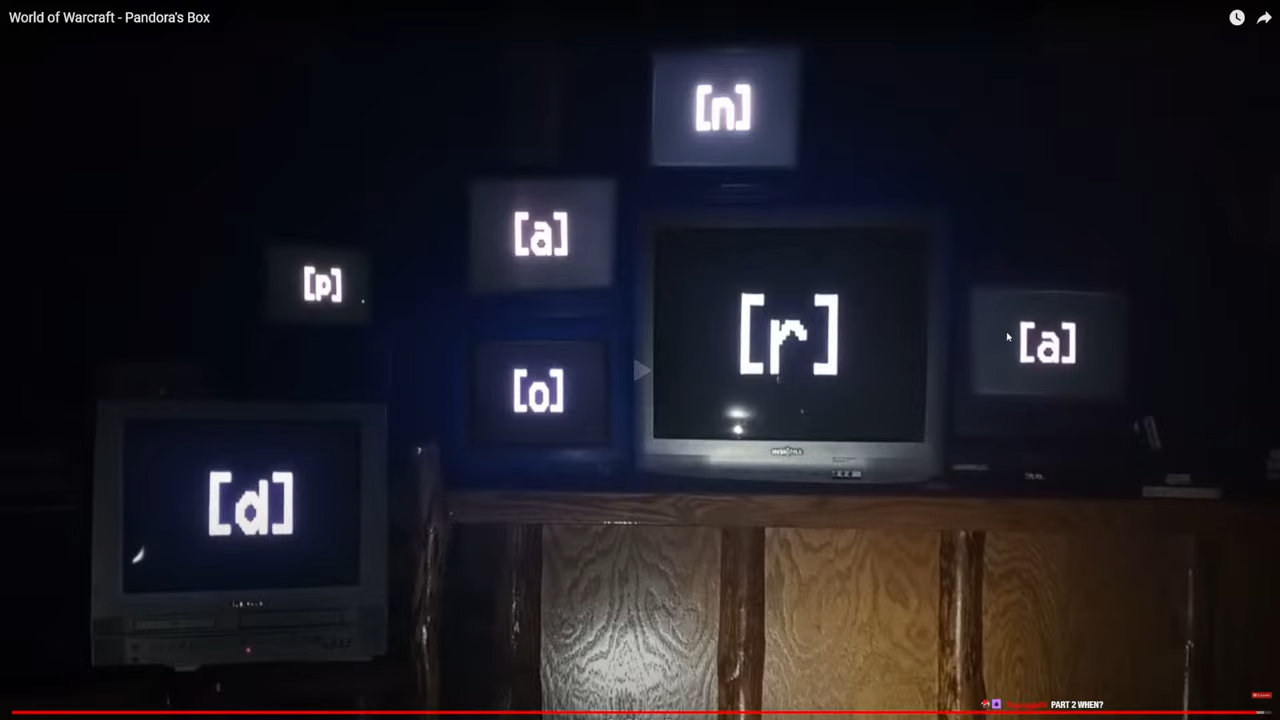 World of Warcraft - Pandora's Box
[n]
[a]
[p]
[r]
[a]
[o]
[d]
PART 2 WHEN?